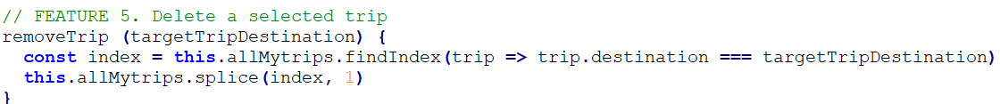 // FEATURE 5. Delete a selected trip
removeTrip (targetTripDestination) {
  const index = this.allMytrips.findIndex(trip => trip.destination === targetTripDestination)
  this.allMytrips.splice(index, 1)
}